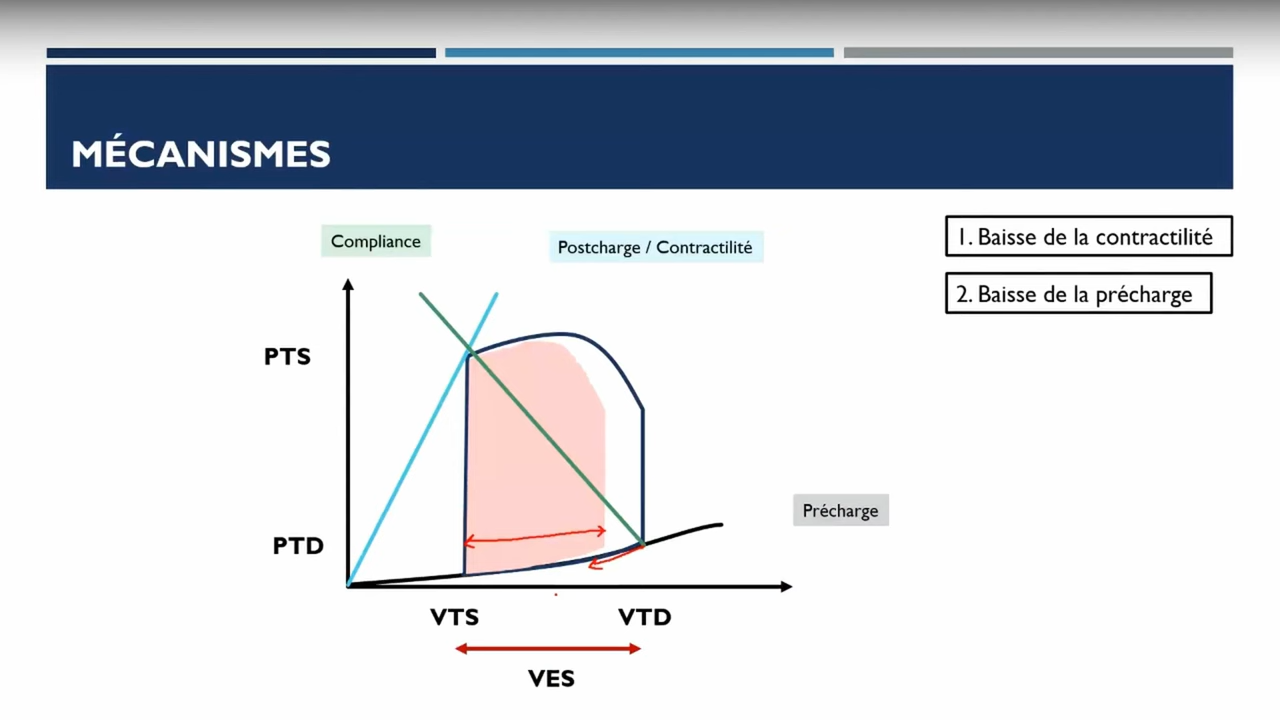 MÉCANISMES
Compliance
Postcharge / Contractilité
1. Baisse de la contractilité
2. Baisse de la précharge
PTS
Précharge
PTD
VTS
VTD
VES